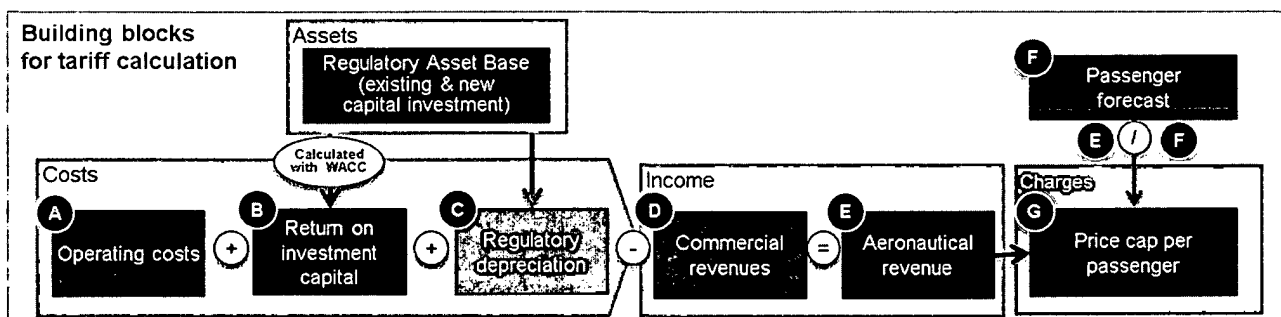 Building blocks
for tariff calculation
Assets
Regulatory Asset Base
(existing & new
capital investment)
F
Passenger
forecast
E / F
Calculated
with WACC
Costs
A
Operating costs
+
B
Return on
investment
capital
+
C
Regulatory
depreciation
-
Income
D
Commercial
revenues
=
E
Aeronautical
revenue
Charges
G
Price cap per
passenger